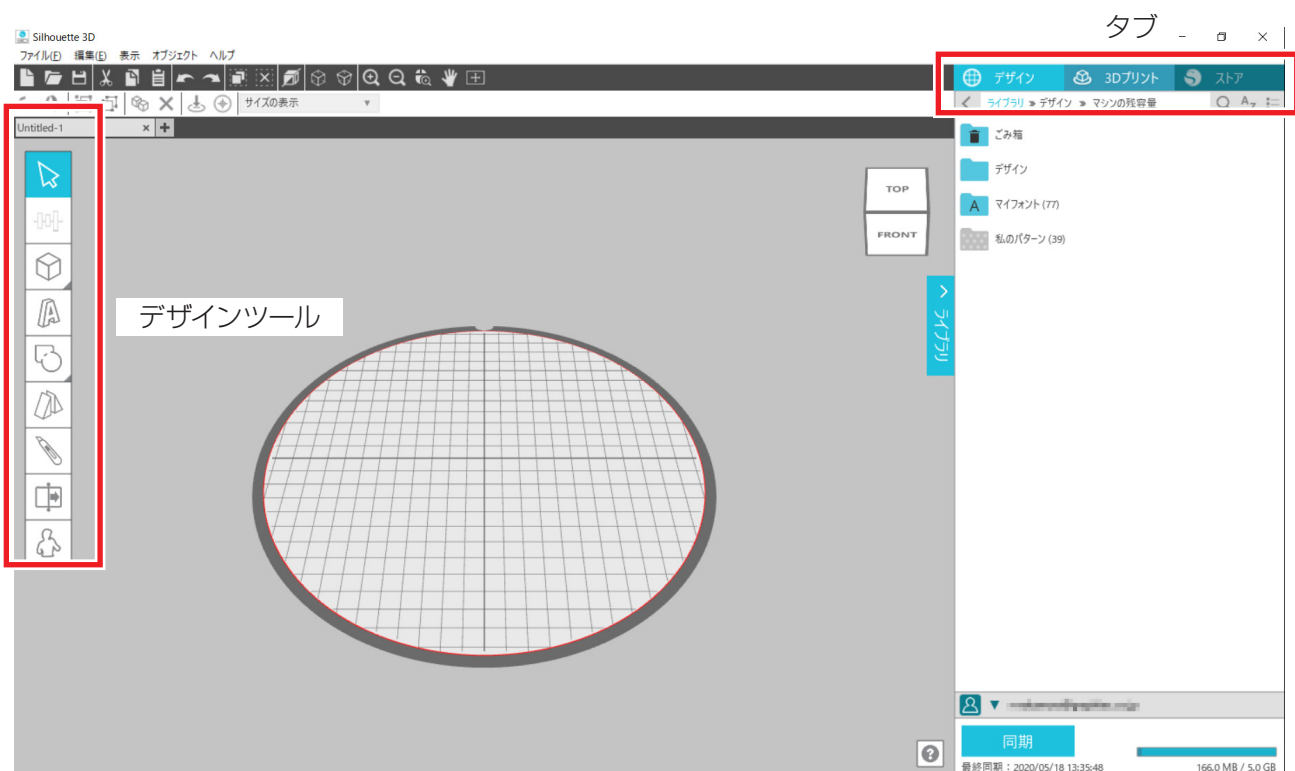 タブ
Silhouette 3D
ファイル(F) 編集(E) 表示 オブジェクト ヘルプ
デザイン 3Dプリント ストア
サイズの表示
ライブラリ » デザイン » マシンの残容量
Untitled-1
ごみ箱
デザイン
マイフォント (77)
私のパターン (39)
TOP
FRONT
デザインツール
ライブラリ
同期
最終同期：2020/05/18 13:35:48
166.0 MB / 5.0 GB